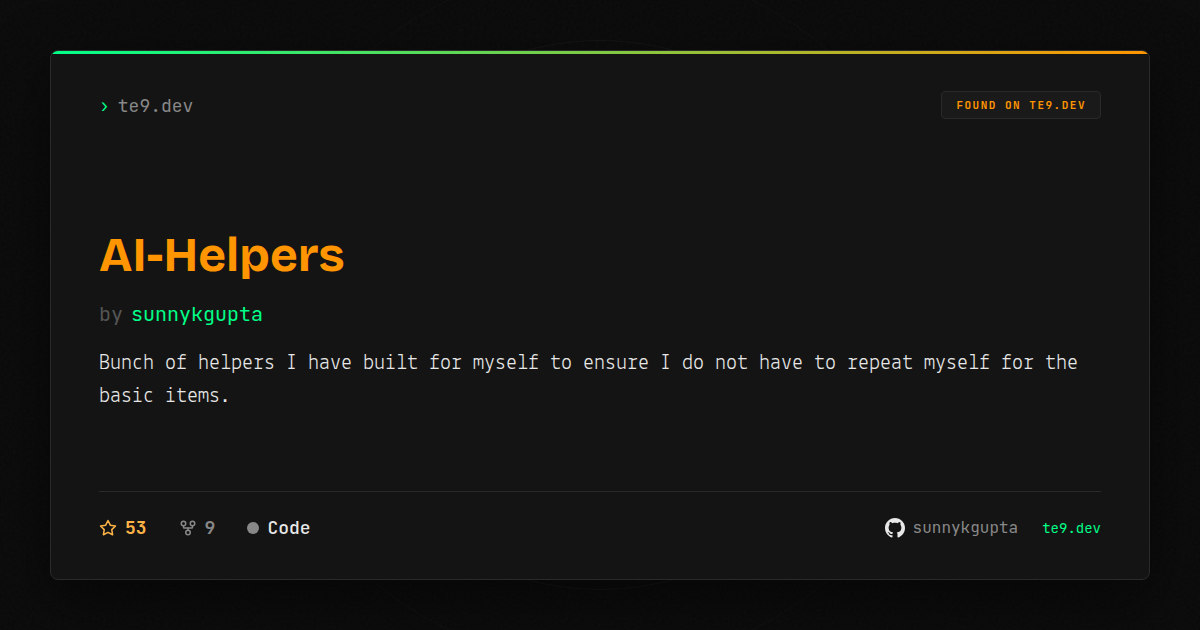 › te9.dev
FOUND ON TE9.DEV
AI-Helpers
by sunnykgupta
Bunch of helpers I have built for myself to ensure I do not have to repeat myself for the
basic items.
53 9 Code
sunnykgupta te9.dev